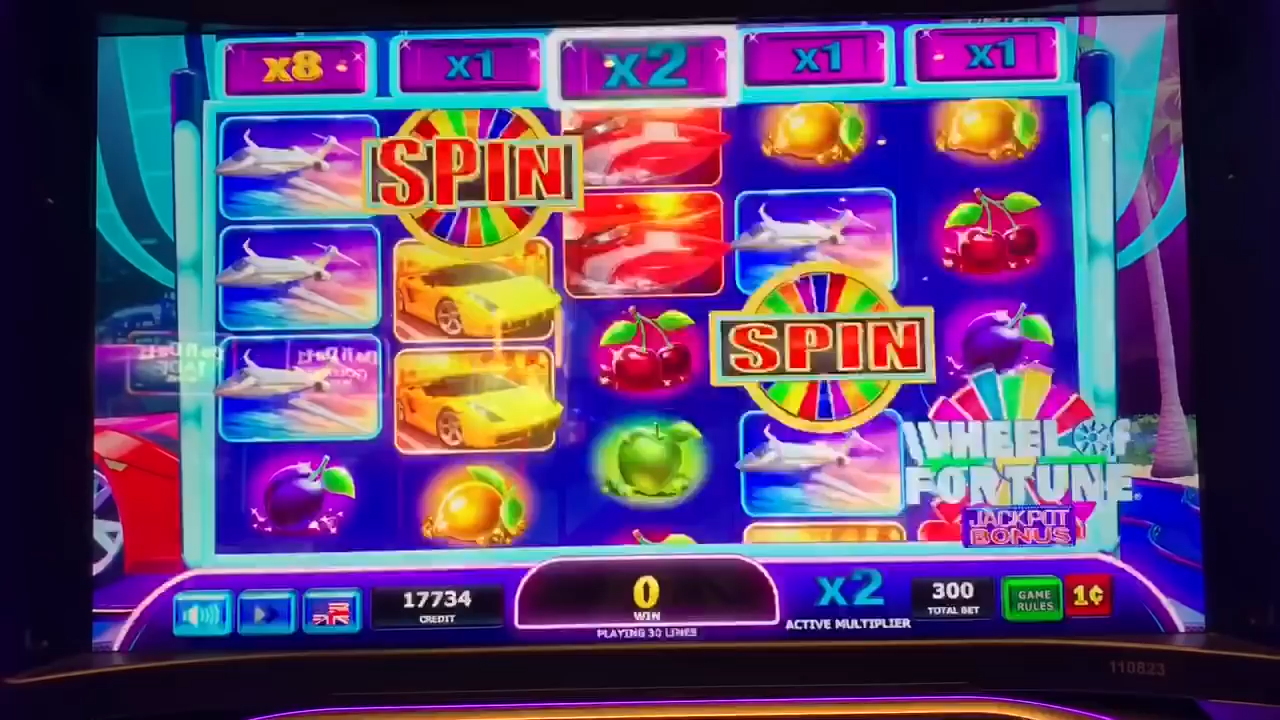 x8
x1
x2
x1
x1
SPIN
SPIN
WHEEL of
FORTUNE
JACKPOT
BONUS
17734
CREDIT
0
WIN
PLAYING 30 LINES
x2
ACTIVE MULTIPLIER
300
TOTAL BET
GAME
RULES
1¢
110823